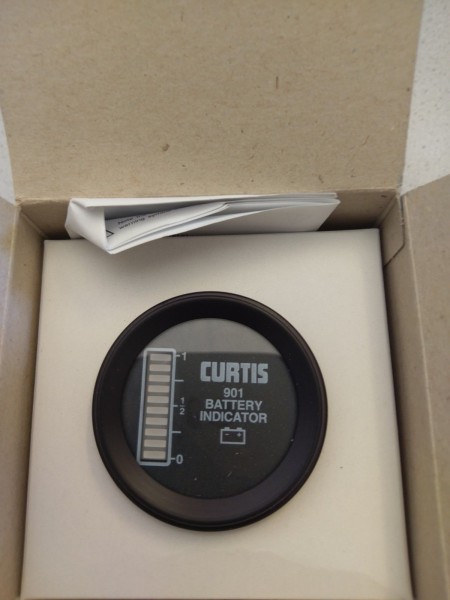 1
1/2
0
CURTIS
901
BATTERY
INDICATOR
- +